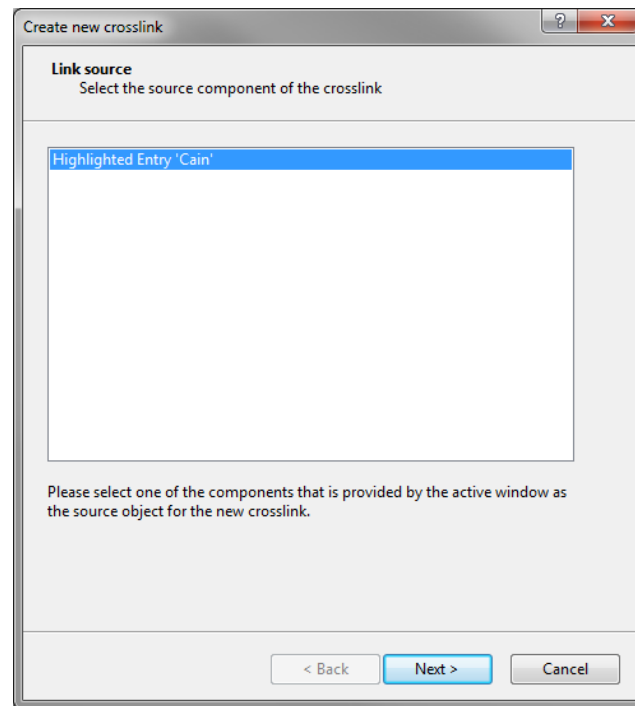 Create new crosslink
?
Link source
Select the source component of the crosslink
Highlighted Entry 'Cain'
Please select one of the components that is provided by the active window as
the source object for the new crosslink.
< Back
Next >
Cancel